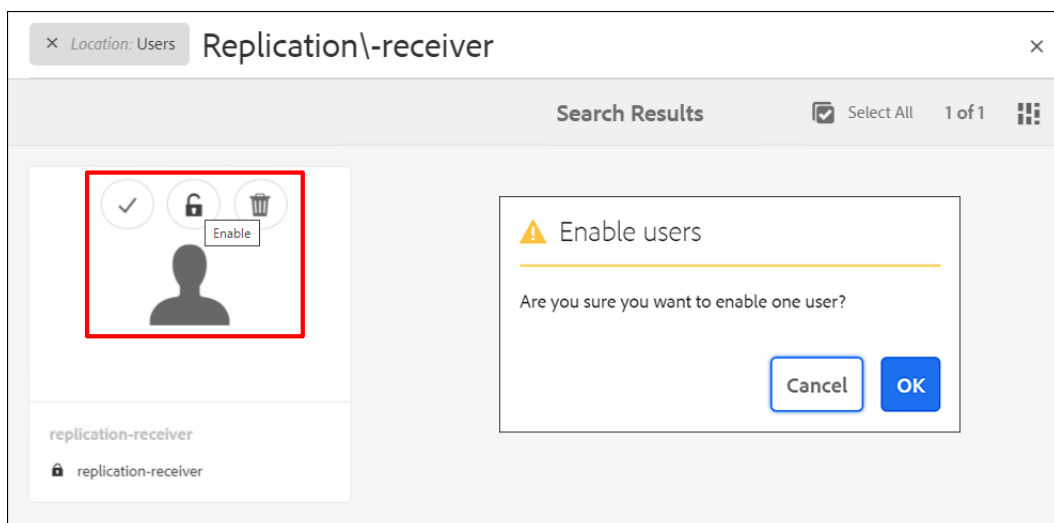 × Location: Users Replication\-receiver ×
Search Results Select All 1 of 1
Enable
replication-receiver
replication-receiver
Enable users
Are you sure you want to enable one user?
Cancel OK